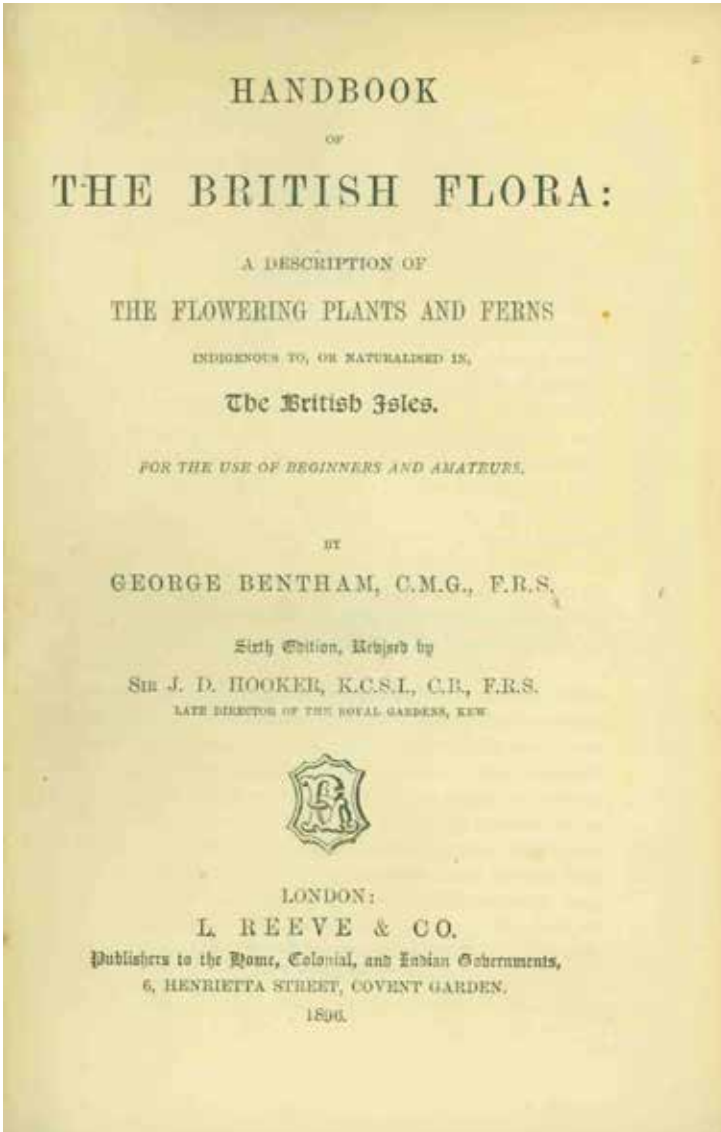 HANDBOOK
OF
THE BRITISH FLORA:
A DESCRIPTION OF
THE FLOWERING PLANTS AND FERNS
INDIGENOUS TO, OR NATURALISED IN,
The British Isles.
FOR THE USE OF BEGINNERS AND AMATEURS.
BY
GEORGE BENTHAM, C.M.G., F.R.S.
Sixth Edition, Revised by
SIR J. D. HOOKER, K.C.S.I., C.B., F.R.S.
LATE DIRECTOR OF THE ROYAL GARDENS, KEW
LONDON:
L. REEVE & CO.
Publishers to the Home, Colonial, and Indian Governments,
6, HENRIETTA STREET, COVENT GARDEN.
1896.